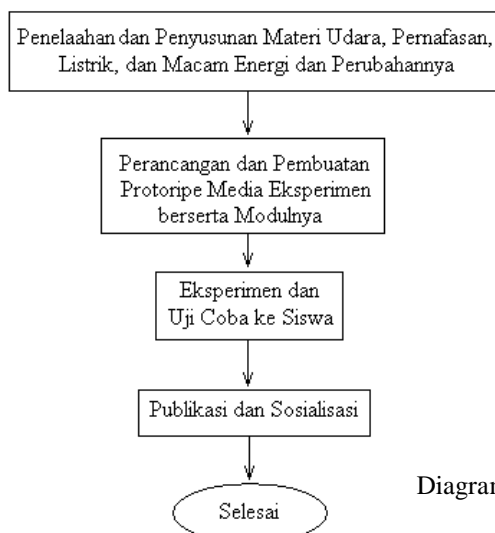 Penelaahan dan Penyusunan Materi Udara, Pernafasan,
Listrik, dan Macam Energi dan Perubahannya
Perancangan dan Pembuatan
Protoripe Media Eksperimen
berserta Modulnya
Eksperimen dan
Uji Coba ke Siswa
Publikasi dan Sosialisasi
Diagran
Selesai